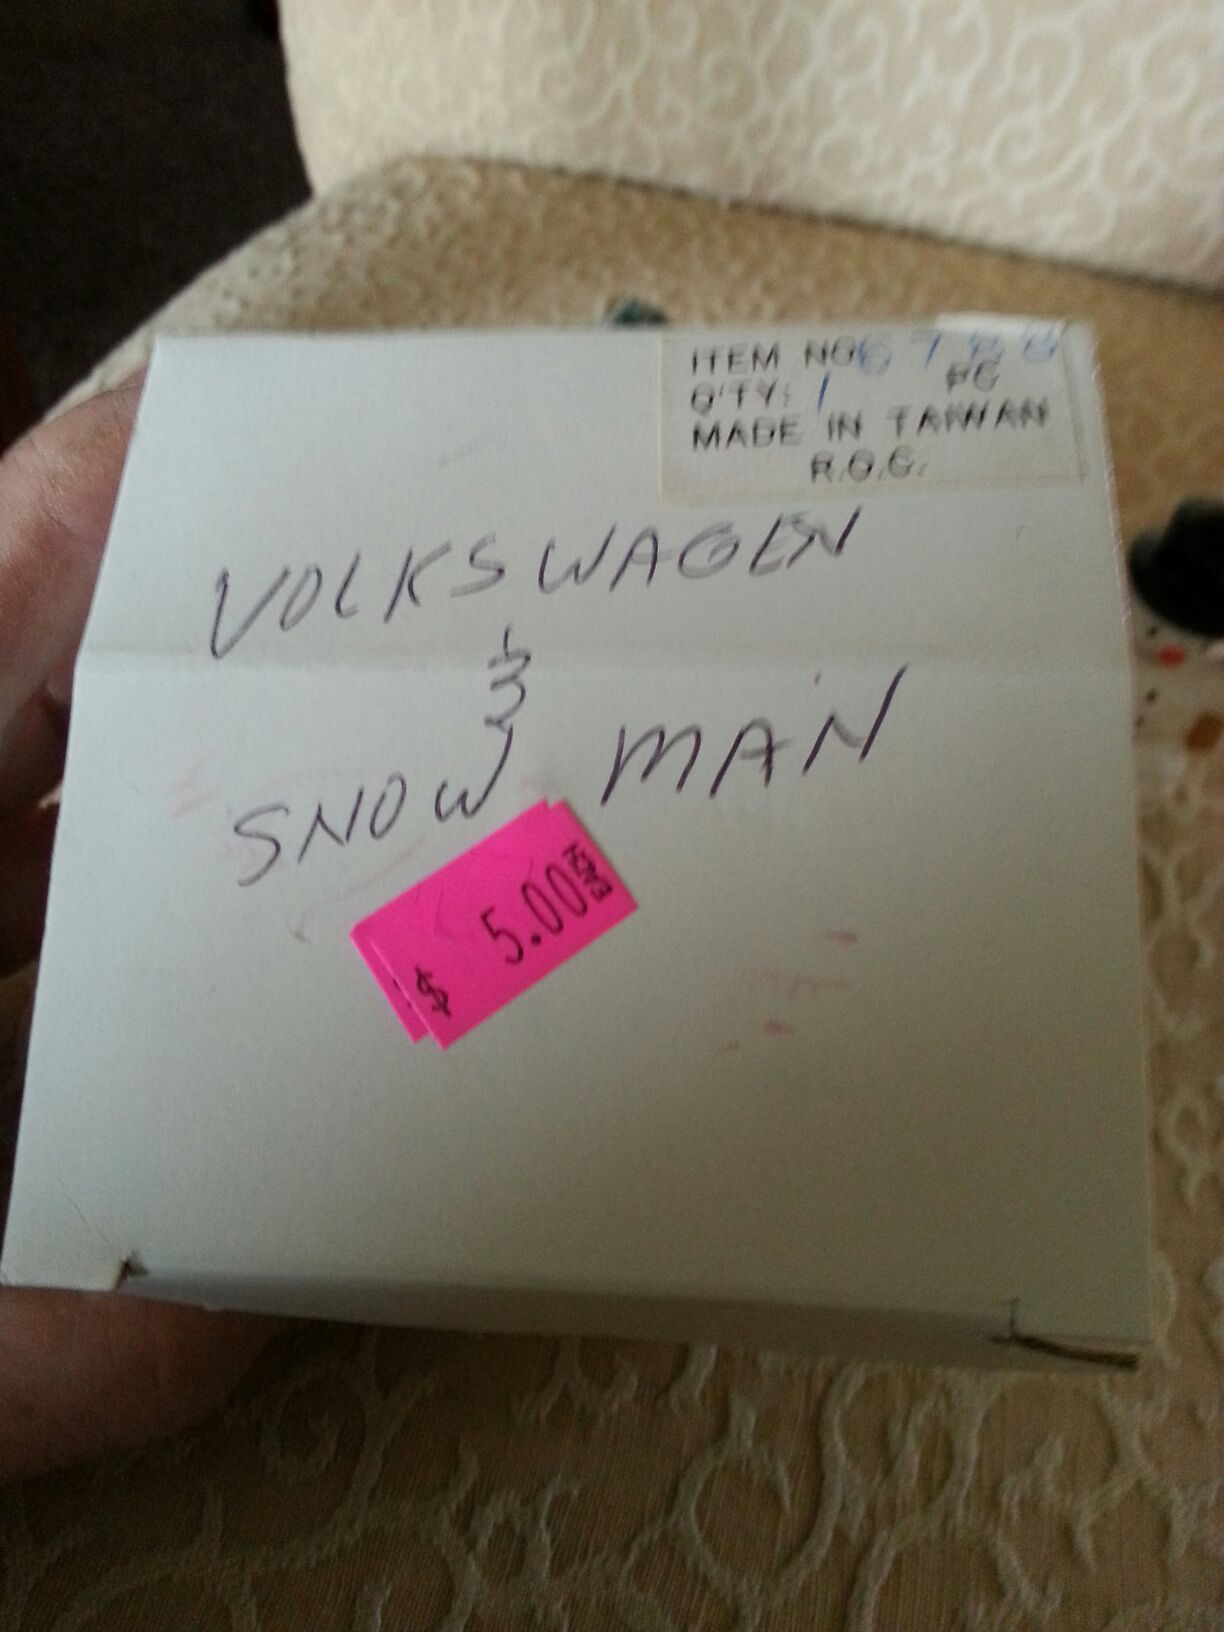 ITEM NO
Q'TY: 1 PC
MADE IN TAIWAN
R.O.C.
VOLKSWAGEN
&
SNOW MAN
$ 5.00 EACH